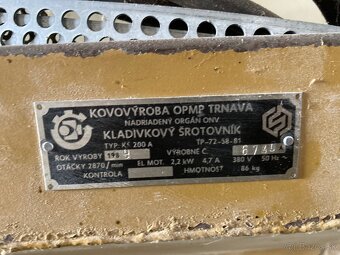 KOVOVÝROBA OPMP TRNAVA
NADRIADENÝ ORGÁN ONV
KLADIVKOVÝ ŠROTOVNÍK
TYP: KŠ 200 A TP-72-58-81
ROK VÝROBY 198 VÝROBNÉ Č.
OTÁČKY 2870/min EL. MOT. 2,2 kW 4,7 A 380 V 50 Hz
KONTROLA HMOTNOSŤ 86 kg